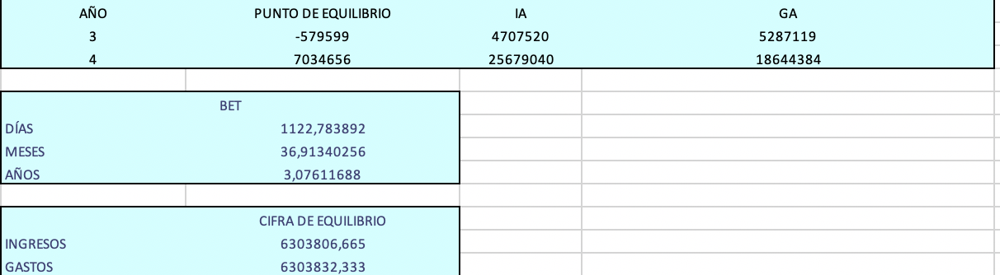 AÑO PUNTO DE EQUILIBRIO IA GA
3 -579599 4707520 5287119
4 7034656 25679040 18644384
BET
DÍAS 1122,783892
MESES 36,91340256
AÑOS 3,07611688
CIFRA DE EQUILIBRIO
INGRESOS 6303806,665
GASTOS 6303832,333